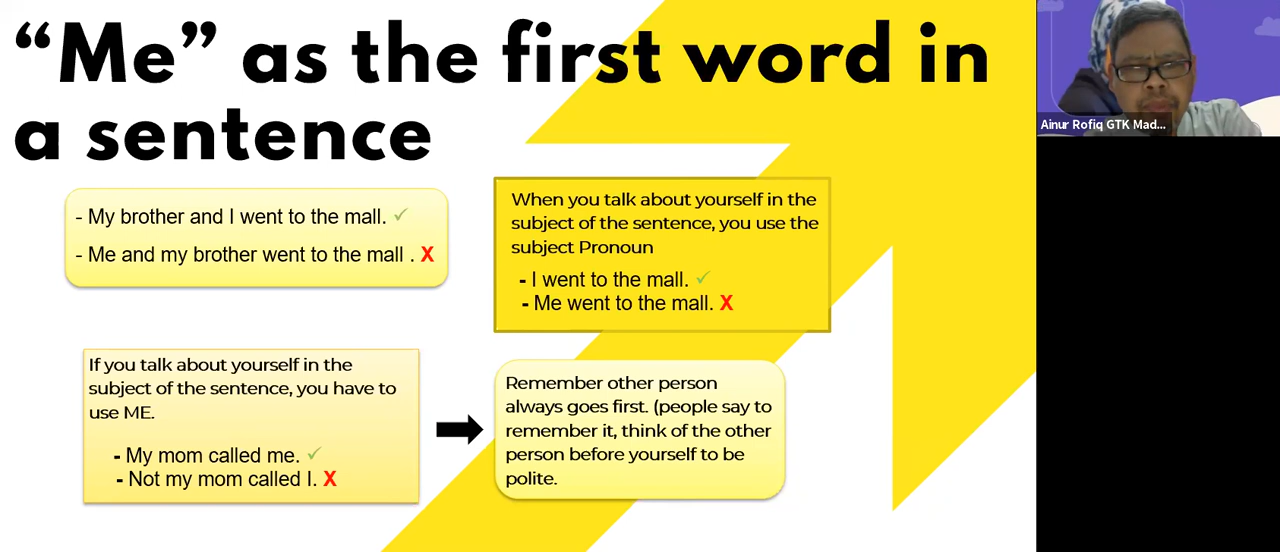 “Me” as the first word in
a sentence
- My brother and I went to the mall. ✓
- Me and my brother went to the mall . X
When you talk about yourself in the
subject of the sentence, you use the
subject Pronoun
- I went to the mall. ✓
- Me went to the mall. X
If you talk about yourself in the
subject of the sentence, you have to
use ME.
- My mom called me. ✓
- Not my mom called I. X
Remember other person
always goes first. (people say to
remember it, think of the other
person before yourself to be
polite.
Ainur Rofiq GTK Mad...